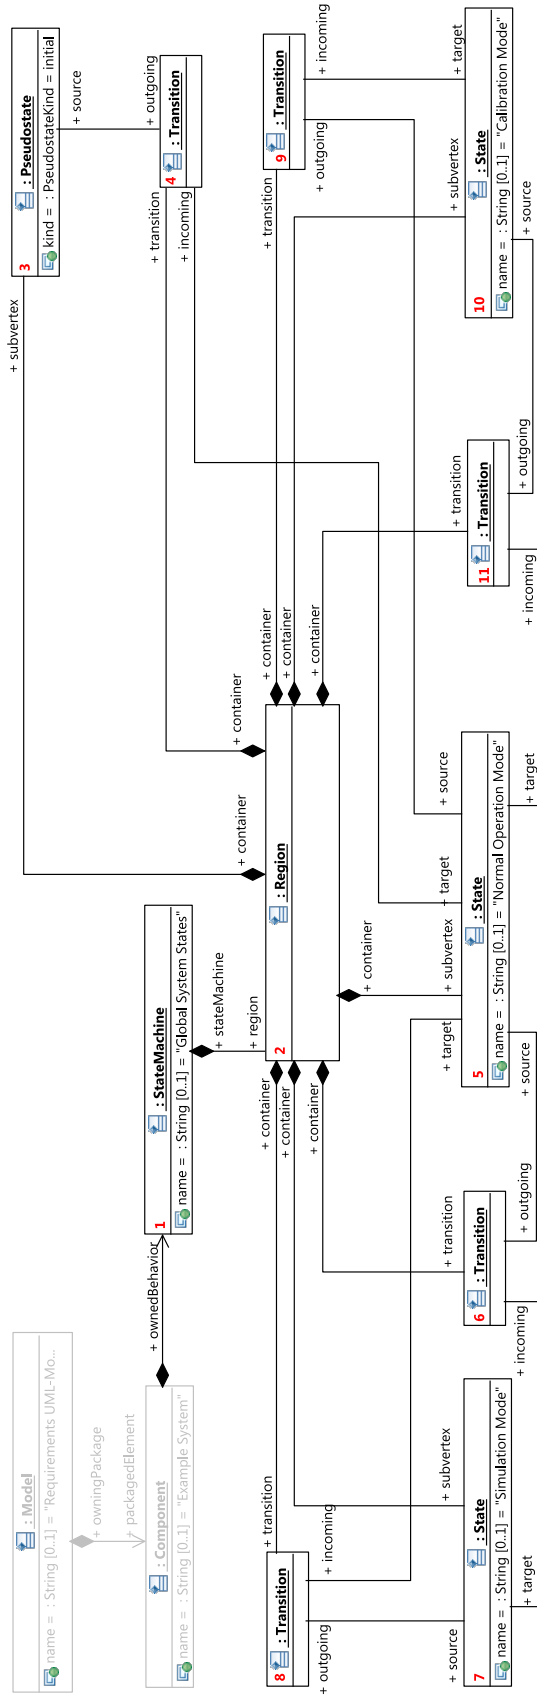 : Model
name = : String [0..1] = "Requirements UML-Mo...
+ owningPackage
+ packagedElement
: Component
name = : String [0..1] = "Example System"
+ ownedBehavior
1
: StateMachine
name = : String [0..1] = "Global System States"
+ stateMachine
+ region
3
: Pseudostate
kind = : PseudostateKind = initial
+ subvertex
+ source
+ outgoing
4
: Transition
+ transition
+ incoming
+ container
+ container
2
: Region
+ container
+ container
+ container
+ container
+ container
+ container
+ container
8
: Transition
+ transition
+ outgoing
+ incoming
9
: Transition
+ transition
+ outgoing
+ incoming
+ source
+ subvertex
7
: State
name = : String [0..1] = "Simulation Mode"
+ target
+ transition
6
: Transition
+ incoming
+ outgoing
+ target
+ subvertex
+ target
+ source
5
: State
name = : String [0..1] = "Normal Operation Mode"
+ source
+ target
+ transition
11
: Transition
+ incoming
+ outgoing
+ subvertex
+ target
10
: State
name = : String [0..1] = "Calibration Mode"
+ source